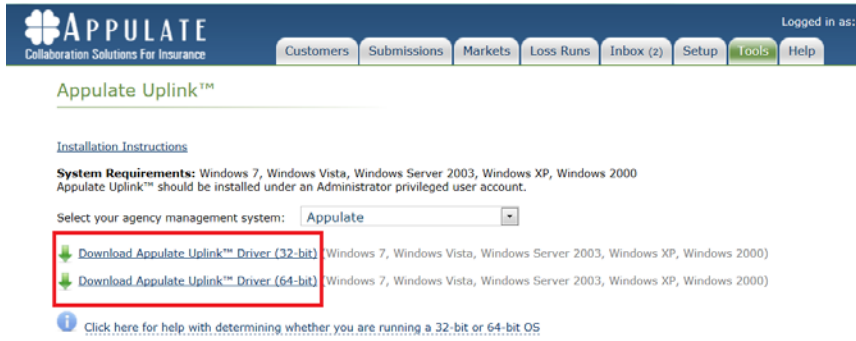 Logged in as:
APPULATE
Collaboration Solutions For Insurance
Customers Submissions Markets Loss Runs Inbox (2) Setup Tools Help
Appulate Uplink™
Installation Instructions
System Requirements: Windows 7, Windows Vista, Windows Server 2003, Windows XP, Windows 2000
Appulate Uplink™ should be installed under an Administrator privileged user account.
Select your agency management system: Appulate
Download Appulate Uplink™ Driver (32-bit) (Windows 7, Windows Vista, Windows Server 2003, Windows XP, Windows 2000)
Download Appulate Uplink™ Driver (64-bit) (Windows 7, Windows Vista, Windows Server 2003, Windows XP, Windows 2000)
Click here for help with determining whether you are running a 32-bit or 64-bit OS